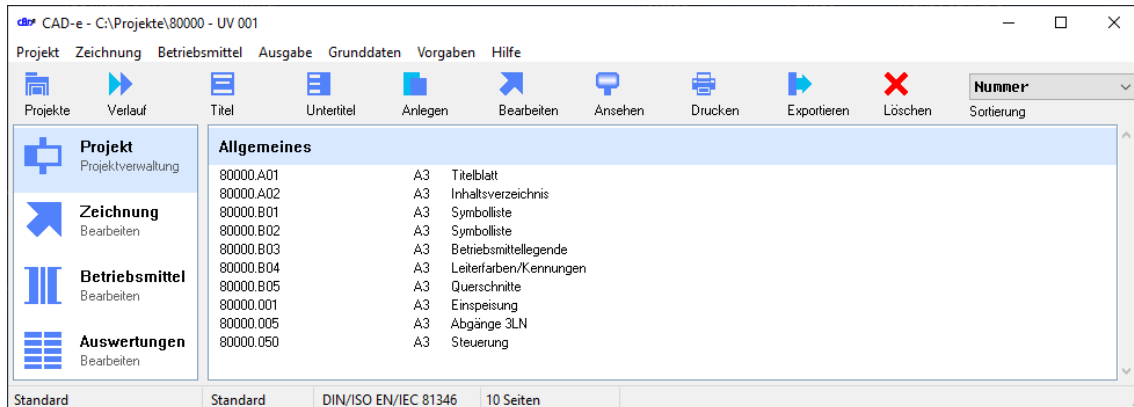 CAD-e - C:\Projekte\80000 - UV 001
Projekt Zeichnung Betriebsmittel Ausgabe Grunddaten Vorgaben Hilfe
Projekte Verlauf Titel Untertitel Anlegen Bearbeiten Ansehen Drucken Exportieren Löschen
Nummer
Sortierung
Projekt
Projektverwaltung
Zeichnung
Bearbeiten
Betriebsmittel
Bearbeiten
Auswertungen
Bearbeiten
Allgemeines
80000.A01 A3 Titelblatt
80000.A02 A3 Inhaltsverzeichnis
80000.B01 A3 Symbolliste
80000.B02 A3 Symbolliste
80000.B03 A3 Betriebsmittellegende
80000.B04 A3 Leiterfarben/Kennungen
80000.B05 A3 Querschnitte
80000.001 A3 Einspeisung
80000.005 A3 Abgänge 3LN
80000.050 A3 Steuerung
Standard Standard DIN/ISO EN/IEC 81346 10 Seiten